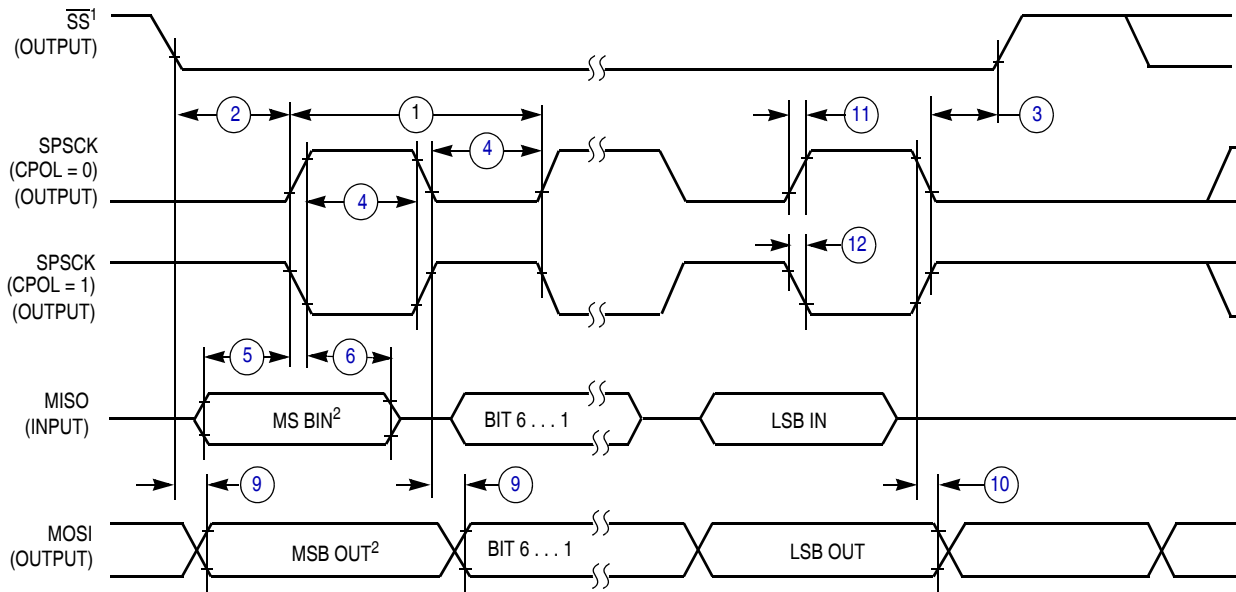 SS¹
(OUTPUT)
2
1
11
3
SPSCK
(CPOL = 0)
(OUTPUT)
4
4
SPSCK
(CPOL = 1)
(OUTPUT)
12
5
6
MISO
(INPUT)
MS BIN²
BIT 6 . . . 1
LSB IN
9
9
10
MOSI
(OUTPUT)
MSB OUT²
BIT 6 . . . 1
LSB OUT